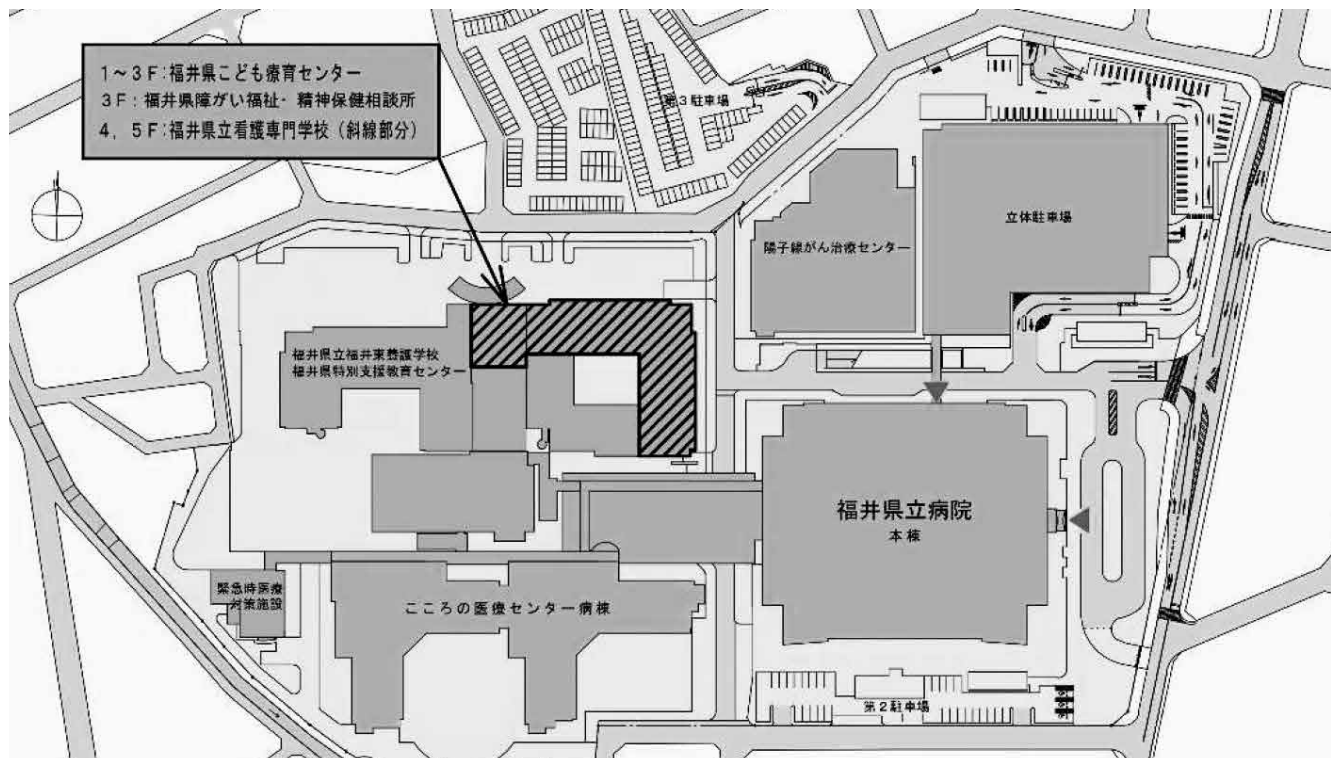 1～3F:福井県こども療育センター
3F:福井県障がい福祉・精神保健相談所
4，5F:福井県立看護専門学校（斜線部分）
第3駐車場
立体駐車場
陽子線がん治療センター
福井県立福井東養護学校
福井県特別支援教育センター
福井県立病院
本棟
緊急時医療
対策施設
こころの医療センター病棟
第2駐車場